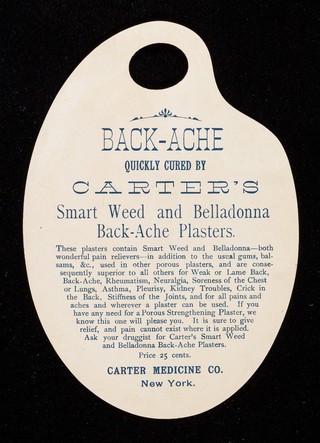 BACK-ACHE
QUICKLY CURED BY
CARTER'S
Smart Weed and Belladonna
Back-Ache Plasters.
These plasters contain Smart Weed and Belladonna—both
wonderful pain relievers—in addition to the usual gums, bal-
sams, &c., used in other porous plasters, and are conse-
sequently superior to all others for Weak or Lame Back,
Back-Ache, Rheumatism, Neuralgia, Soreness of the Chest
or Lungs, Asthma, Pleurisy, Kidney Troubles, Crick in
the Back, Stiffness of the Joints, and for all pains and
aches and wherever a plaster can be used. If you
have any need for a Porous Strengthening Plaster, we
know this one will please you. It is sure to give
relief, and pain cannot exist where it is applied.
Ask your druggist for Carter's Smart Weed
and Belladonna Back-Ache Plasters.
Price 25 cents.
CARTER MEDICINE CO.
New York.